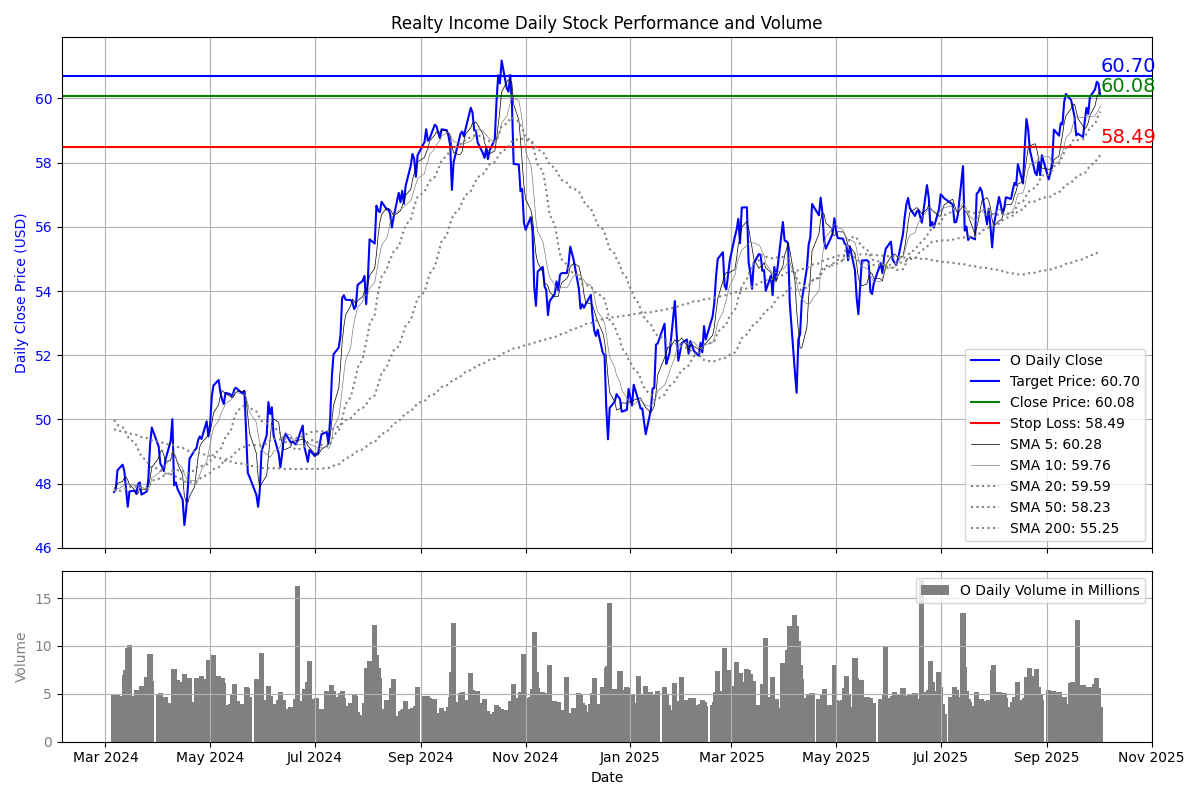 Realty Income Daily Stock Performance and Volume
Daily Close Price (USD)
60
58
56
54
52
50
48
46
60.70
60.08
58.49
O Daily Close
Target Price: 60.70
Close Price: 60.08
Stop Loss: 58.49
SMA 5: 60.28
SMA 10: 59.76
SMA 20: 59.59
SMA 50: 58.23
SMA 200: 55.25
Volume
15
10
5
0
O Daily Volume in Millions
Mar 2024 May 2024 Jul 2024 Sep 2024 Nov 2024 Jan 2025 Mar 2025 May 2025 Jul 2025 Sep 2025 Nov 2025
Date